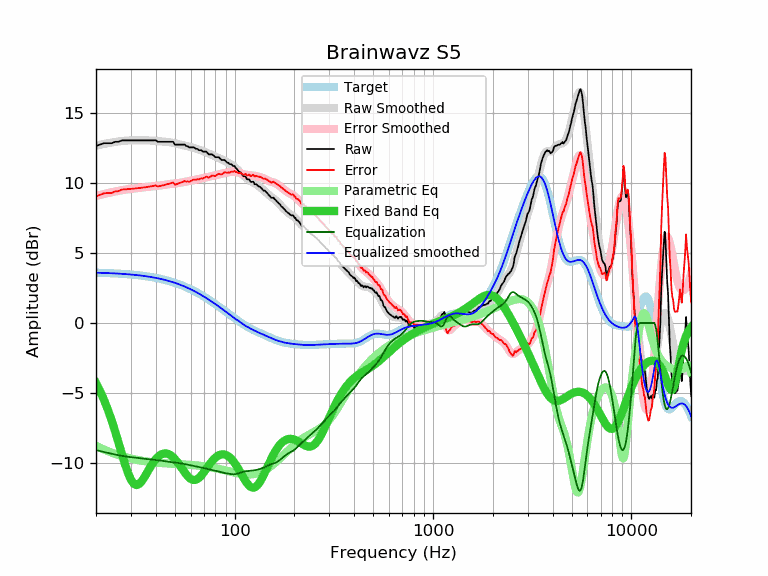 Brainwavz S5
Target
Raw Smoothed
Error Smoothed
Raw
Error
Parametric Eq
Fixed Band Eq
Equalization
Equalized smoothed
Amplitude (dBr)
15
10
5
0
−5
−10
100
1000
10000
Frequency (Hz)